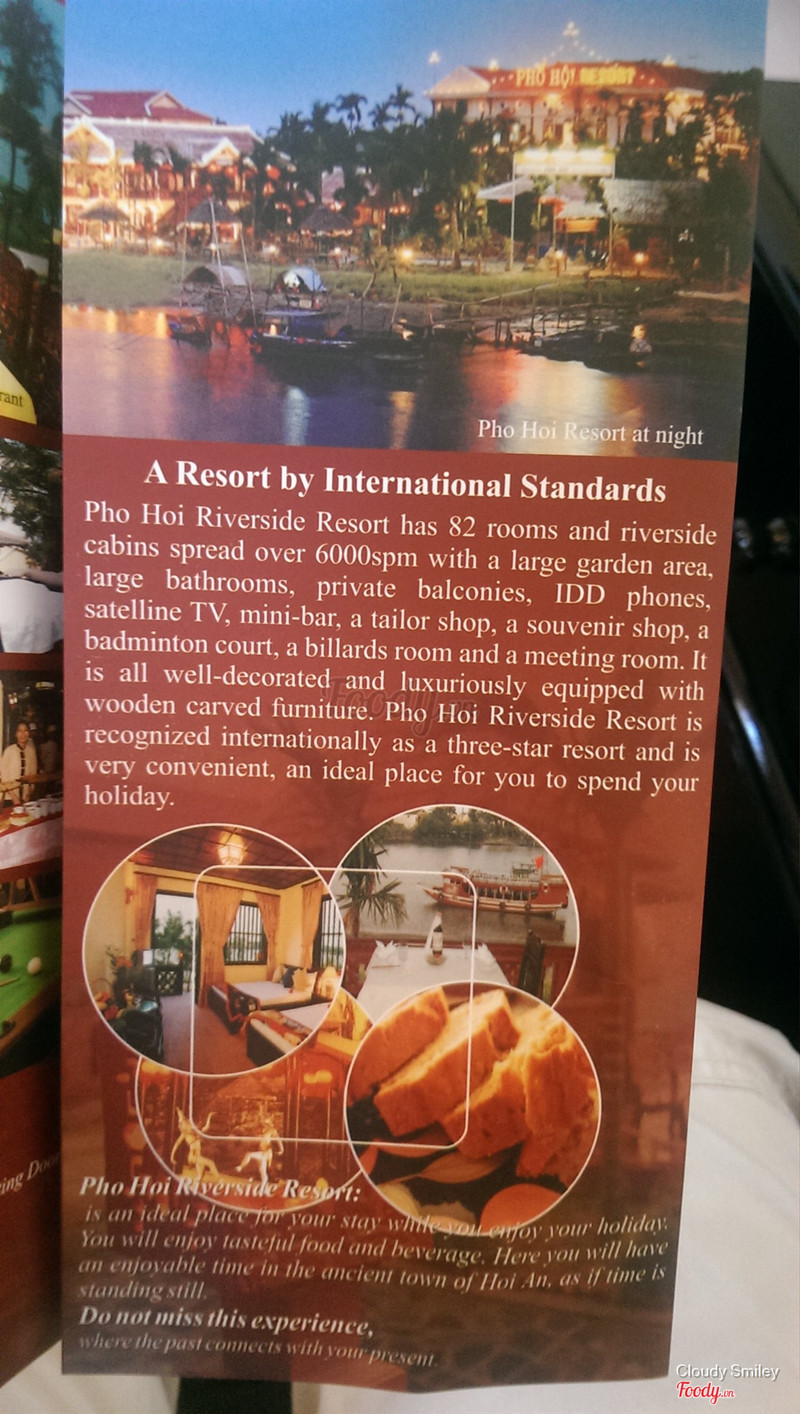 PHO HỘI RESORT
rant
Pho Hoi Resort at night
A Resort by International Standards
Pho Hoi Riverside Resort has 82 rooms and riverside
cabins spread over 6000spm with a large garden area,
large bathrooms, private balconies, IDD phones,
satelline TV, mini-bar, a tailor shop, a souvenir shop, a
badminton court, a billards room and a meeting room. It
is all well-decorated and luxuriously equipped with
wooden carved furniture. Pho Hoi Riverside Resort is
recognized internationally as a three-star resort and is
very convenient, an ideal place for you to spend your
holiday.
Foody.vn
Pho Hoi Riverside Resort:
is an ideal place for your stay while you enjoy your holiday.
You will enjoy tasteful food and beverage. Here you will have
an enjoyable time in the ancient town of Hoi An, as if time is
standing still.
Do not miss this experience,
where the past connects with your present.
Cloudy Smiley
Foody.vn